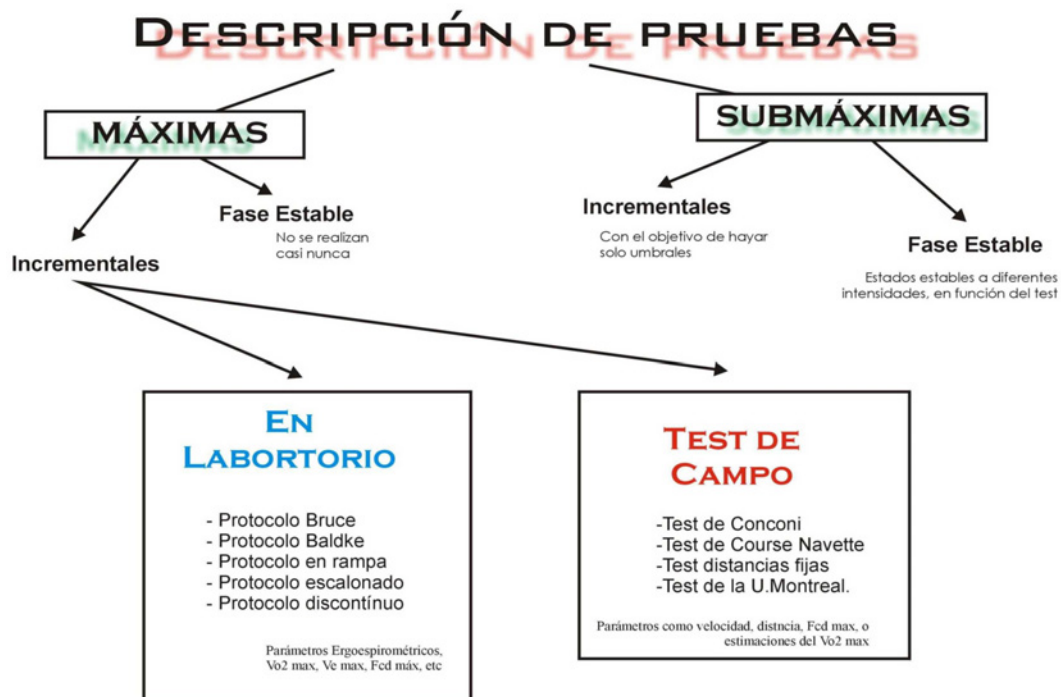 DESCRIPCIÓN DE PRUEBAS
MÁXIMAS
SUBMÁXIMAS
Fase Estable
No se realizan
casi nunca
Incrementales
Incrementales
Con el objetivo de hayar
solo umbrales
Fase Estable
Estados estables a diferentes
intensidades, en función del test
EN
LABORTORIO
- Protocolo Bruce
- Protocolo Baldke
- Protocolo en rampa
- Protocolo escalonado
- Protocolo discontínuo
Parámetros Ergoespirométricos,
Vo2 max, Ve max, Fcd máx, etc
TEST DE
CAMPO
-Test de Conconi
-Test de Course Navette
-Test distancias fijas
-Test de la U.Montreal.
Parámetros como velocidad, distncia, Fcd max, o
estimaciones del Vo2 max